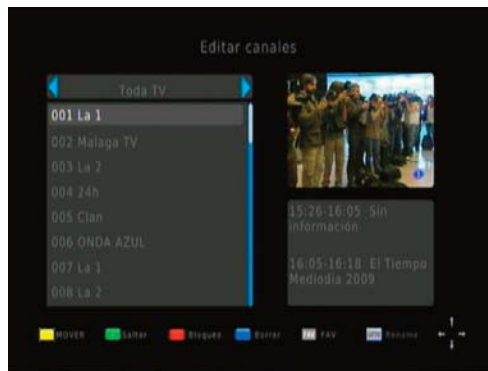 Editar canales
Toda TV
001 La 1
002 Malaga TV
003 La 2
004 24h
005 Clan
006 ONDA AZUL
007 La 1
008 La 2
15:26-16:05 Sin
información
16:05-16:18 El Tiempo
Mediodia 2009
MOVER Saltar Bloqueo Borrar FAV Rename